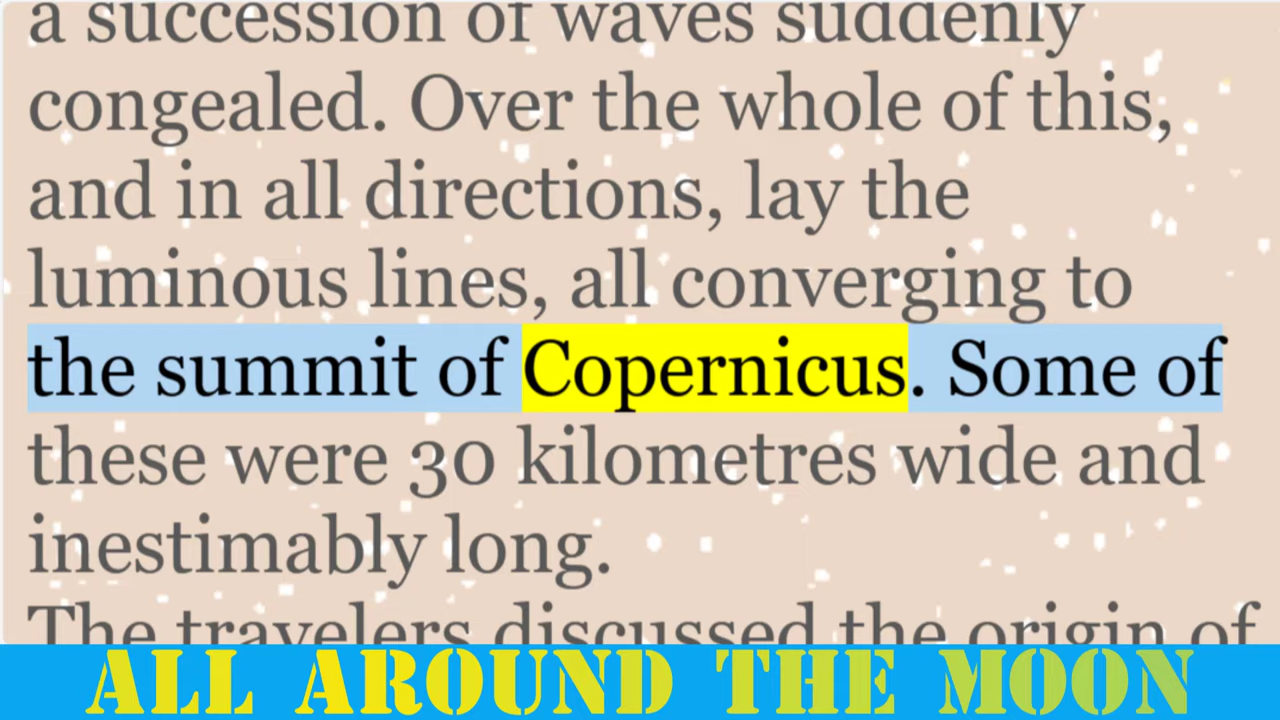 a succession of waves suddenly
congealed. Over the whole of this,
and in all directions, lay the
luminous lines, all converging to
the summit of Copernicus. Some of
these were 30 kilometres wide and
inestimably long.
The travelers discussed the origin of
ALL AROUND THE MOON